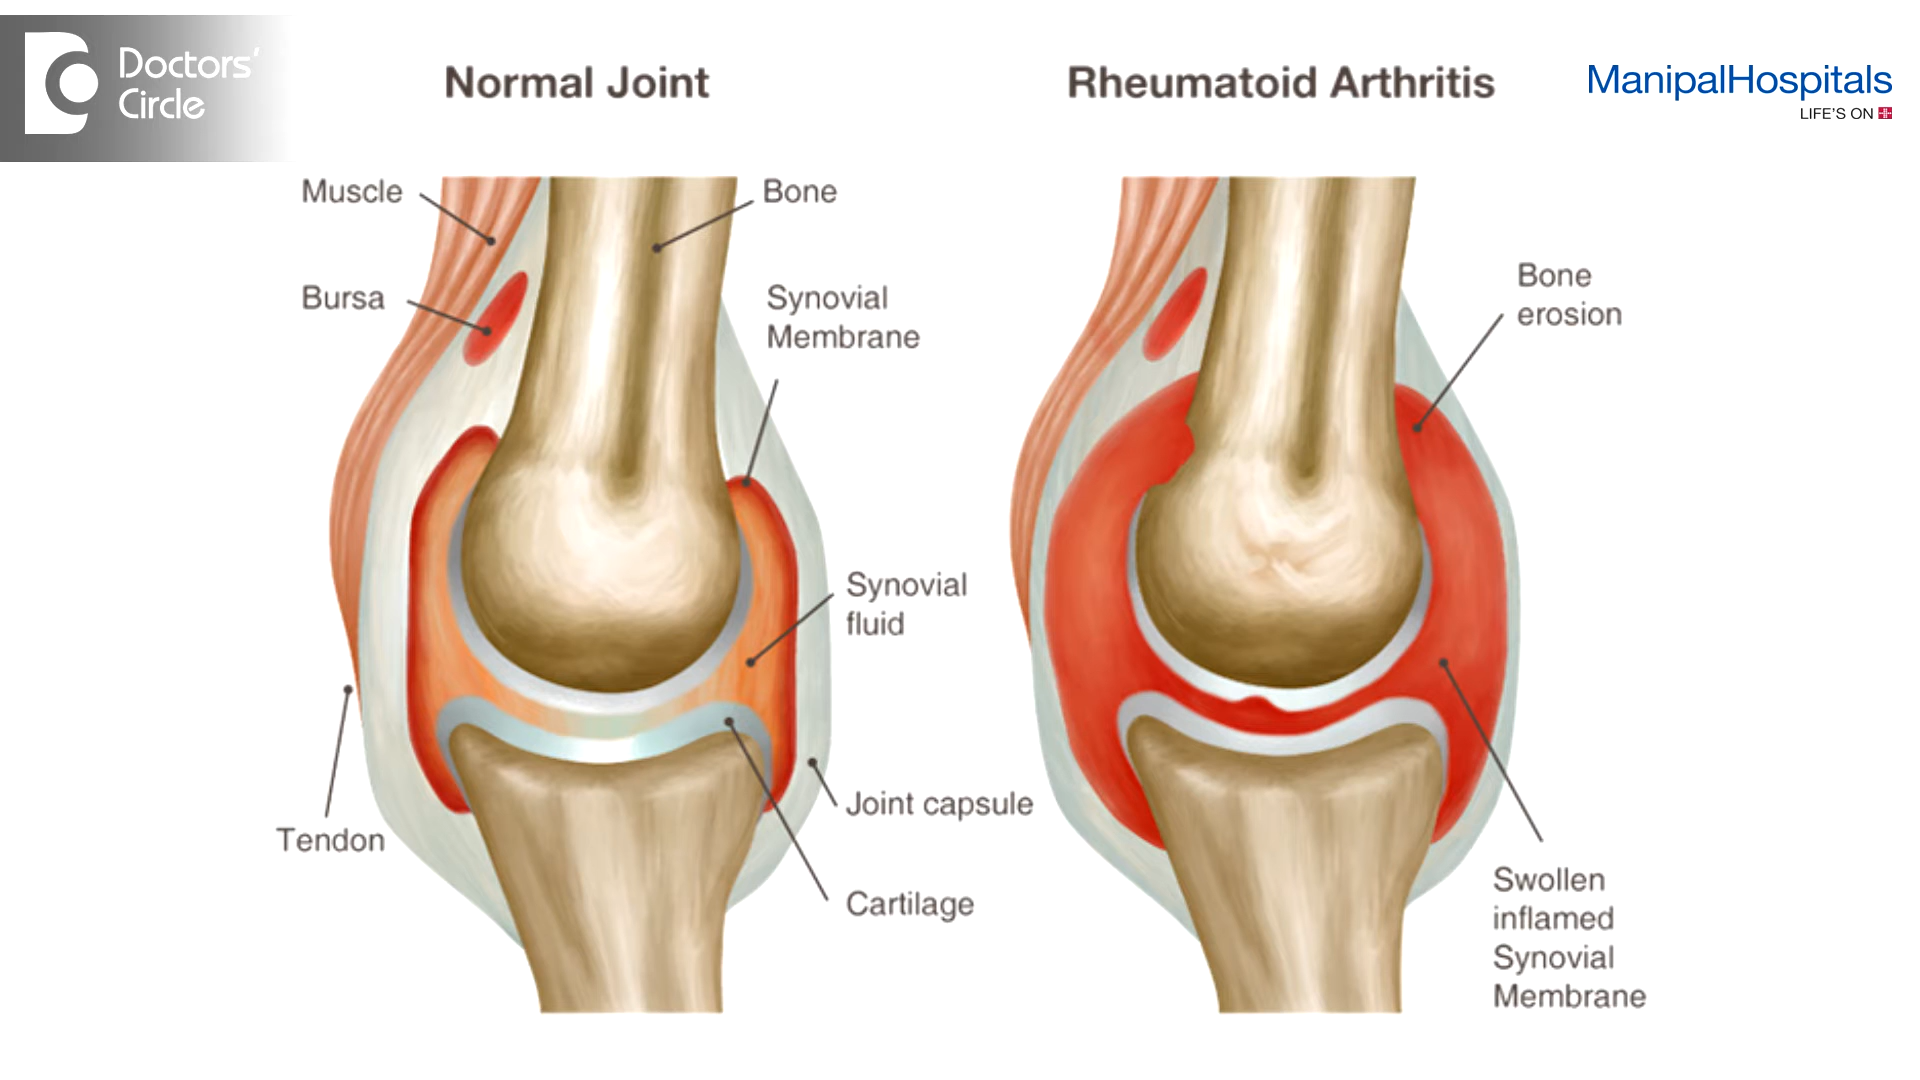 Doctors'
Circle
Normal Joint
Rheumatoid Arthritis
ManipalHospitals
LIFE'S ON
Muscle
Bone
Bursa
Synovial
Membrane
Synovial
fluid
Joint capsule
Tendon
Cartilage
Bone
erosion
Swollen
inflamed
Synovial
Membrane